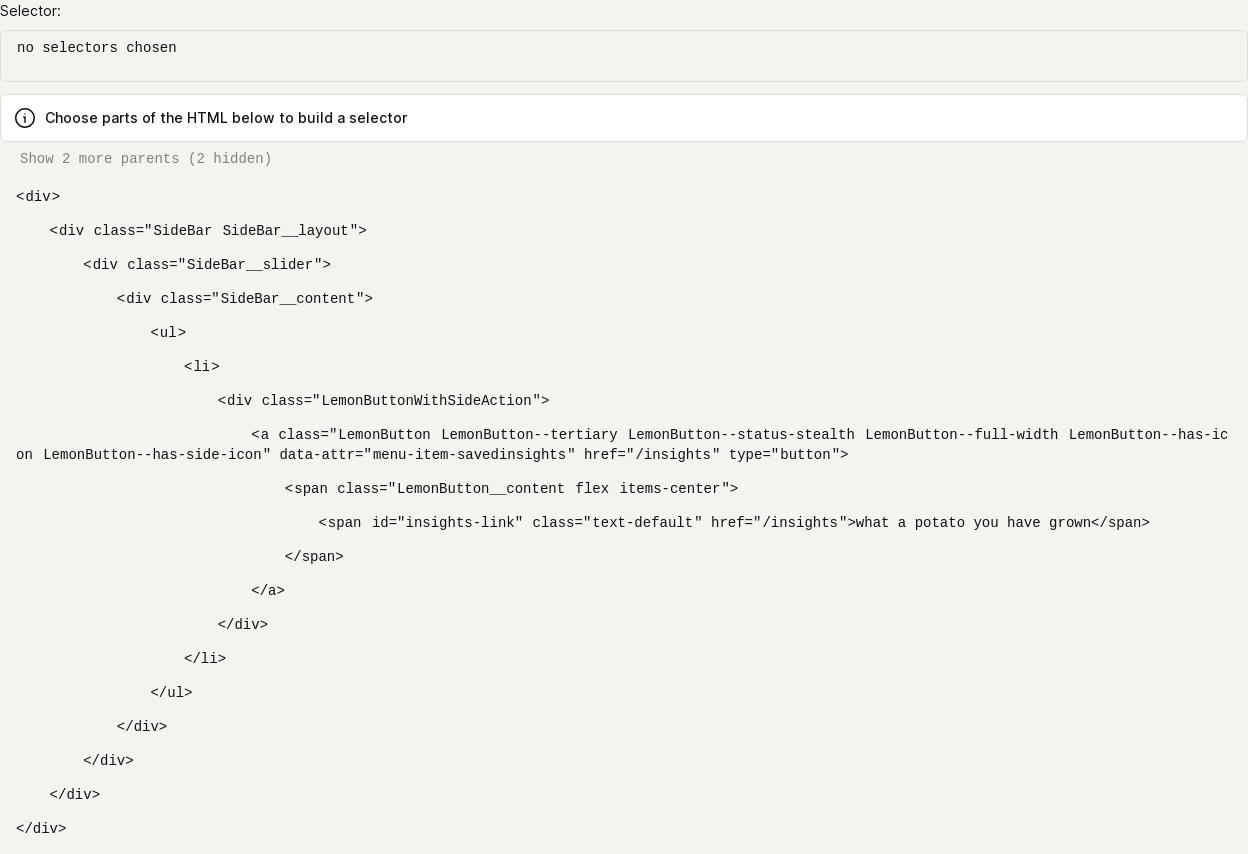 Selector:
no selectors chosen
Choose parts of the HTML below to build a selector
Show 2 more parents (2 hidden)
<div>
<div class="SideBar SideBar__layout">
<div class="SideBar__slider">
<div class="SideBar__content">
<ul>
<li>
<div class="LemonButtonWithSideAction">
<a class="LemonButton LemonButton--tertiary LemonButton--status-stealth LemonButton--full-width LemonButton--has-ic
on LemonButton--has-side-icon" data-attr="menu-item-savedinsights" href="/insights" type="button">
<span class="LemonButton__content flex items-center">
<span id="insights-link" class="text-default" href="/insights">what a potato you have grown</span>
</span>
</a>
</div>
</li>
</ul>
</div>
</div>
</div>
</div>